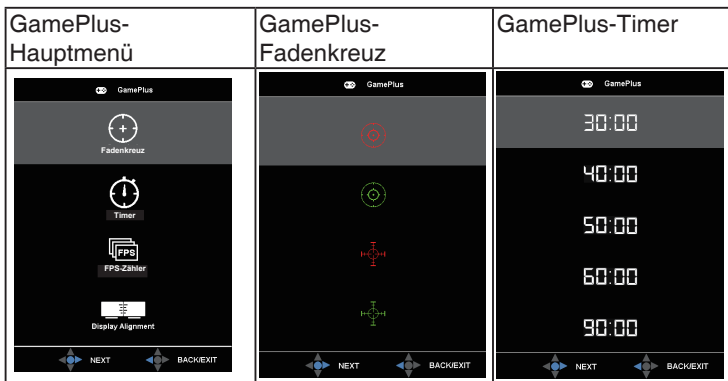 GamePlus-
Hauptmenü
GamePlus-
Fadenkreuz
GamePlus-Timer
GamePlus
Fadenkreuz
Timer
FPS
FPS-Zähler
Display Alignment
NEXT BACK/EXIT
GamePlus
NEXT BACK/EXIT
GamePlus
30:00
40:00
50:00
60:00
90:00
NEXT BACK/EXIT